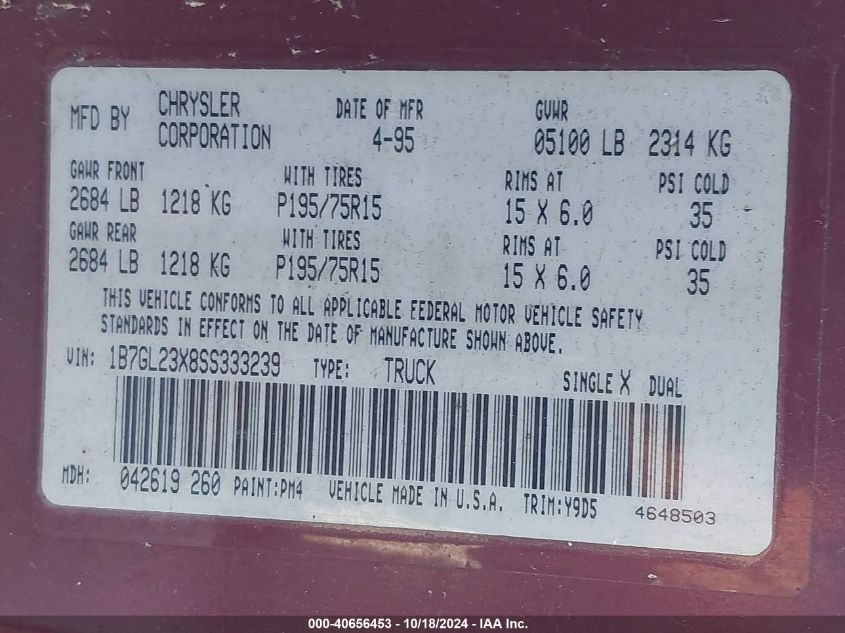 MFD BY CHRYSLER CORPORATION DATE OF MFR 4-95 GVWR 05100 LB 2314 KG
GAWR FRONT WITH TIRES RIMS AT PSI COLD
2684 LB 1218 KG P195/75R15 15 X 6.0 35
GAWR REAR WITH TIRES RIMS AT PSI COLD
2684 LB 1218 KG P195/75R15 15 X 6.0 35
THIS VEHICLE CONFORMS TO ALL APPLICABLE FEDERAL MOTOR VEHICLE SAFETY
STANDARDS IN EFFECT ON THE DATE OF MANUFACTURE SHOWN ABOVE.
VIN: 1B7GL23X8SS333239 TYPE: TRUCK SINGLE X DUAL
MDH: 042619 260 PAINT:PM4 VEHICLE MADE IN U.S.A. TRIM:Y9D5 4648503
000-40656453 - 10/18/2024 - IAA Inc.